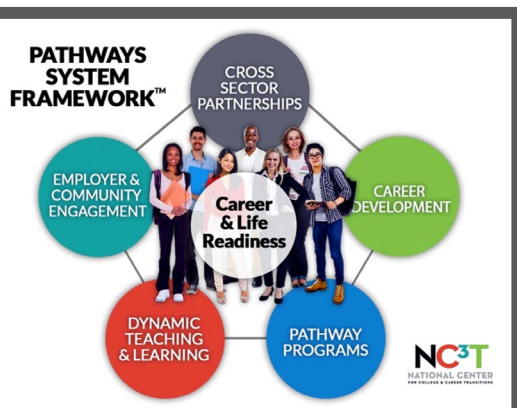 PATHWAYS
SYSTEM
FRAMEWORK™
CROSS
SECTOR
PARTNERSHIPS
EMPLOYER &
COMMUNITY
ENGAGEMENT
Career
& Life
Readiness
CAREER
DEVELOPMENT
DYNAMIC
TEACHING
& LEARNING
PATHWAY
PROGRAMS
NC3T
NATIONAL CENTER
FOR COLLEGE & CAREER TRANSITIONS